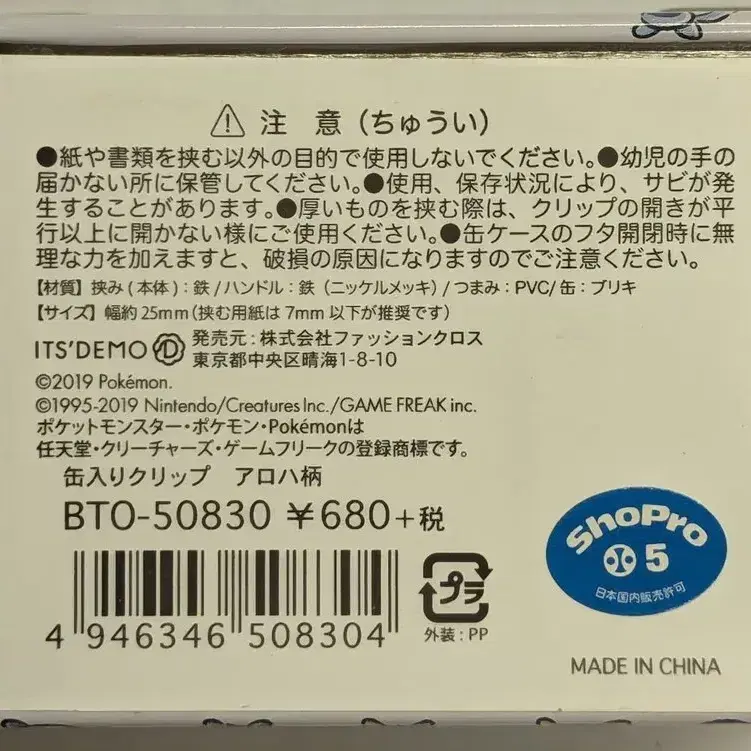 ⚠ 注 意（ちゅうい）
●紙や書類を挟む以外の目的で使用しないでください。●幼児の手の
届かない所に保管してください。●使用、保存状況により、サビが発
生することがあります。●厚いものを挟む際は、クリップの開きが平
行以上に開かない様にご使用ください。●缶ケースのフタ開閉時に無
理な力を加えますと、破損の原因になりますのでご注意ください。
【材質】挟み(本体)：鉄/ハンドル：鉄（ニッケルメッキ）/つまみ：PVC/缶：ブリキ
【サイズ】幅約25mm（挟む用紙は7mm以下が推奨です）
ITS'DEMO
発売元：株式会社ファッションクロス
東京都中央区晴海1-8-10
©2019 Pokémon.
©1995-2019 Nintendo/Creatures Inc./GAME FREAK inc.
ポケットモンスター・ポケモン・Pokémonは
任天堂・クリーチャーズ・ゲームフリークの登録商標です。
缶入りクリップ　アロハ柄
BTO-50830 ¥680+税
4 946346 508304
プラ
外装：PP
ShoPro
5
日本国内販売許可
MADE IN CHINA